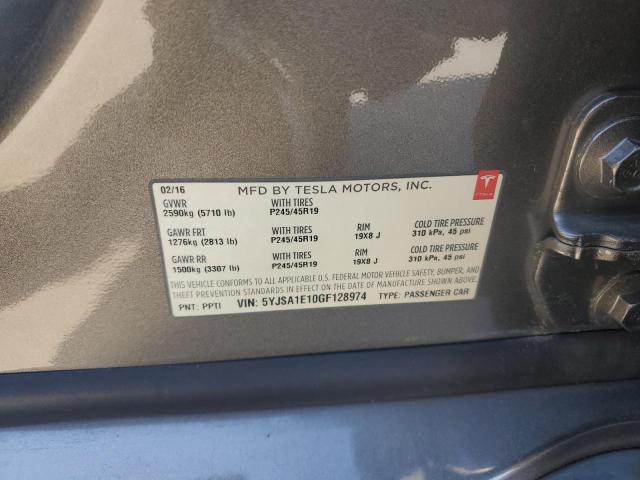 02/16 MFD BY TESLA MOTORS, INC.
GVWR WITH TIRES
2590kg (5710 lb) P245/45R19
GAWR FRT WITH TIRES RIM COLD TIRE PRESSURE
1276kg (2813 lb) P245/45R19 19X8 J 310 kPa, 45 psi
GAWR RR WITH TIRES RIM COLD TIRE PRESSURE
1500kg (3307 lb) P245/45R19 19X8 J 310 kPa, 45 psi
THIS VEHICLE CONFORMS TO ALL APPLICABLE U.S. FEDERAL MOTOR VEHICLE SAFETY, BUMPER, AND
THEFT PREVENTION STANDARDS IN EFFECT ON THE DATE OF MANUFACTURE SHOWN ABOVE.
PNT: PPTI VIN: 5YJSA1E10GF128974 TYPE: PASSENGER CAR
TESLA